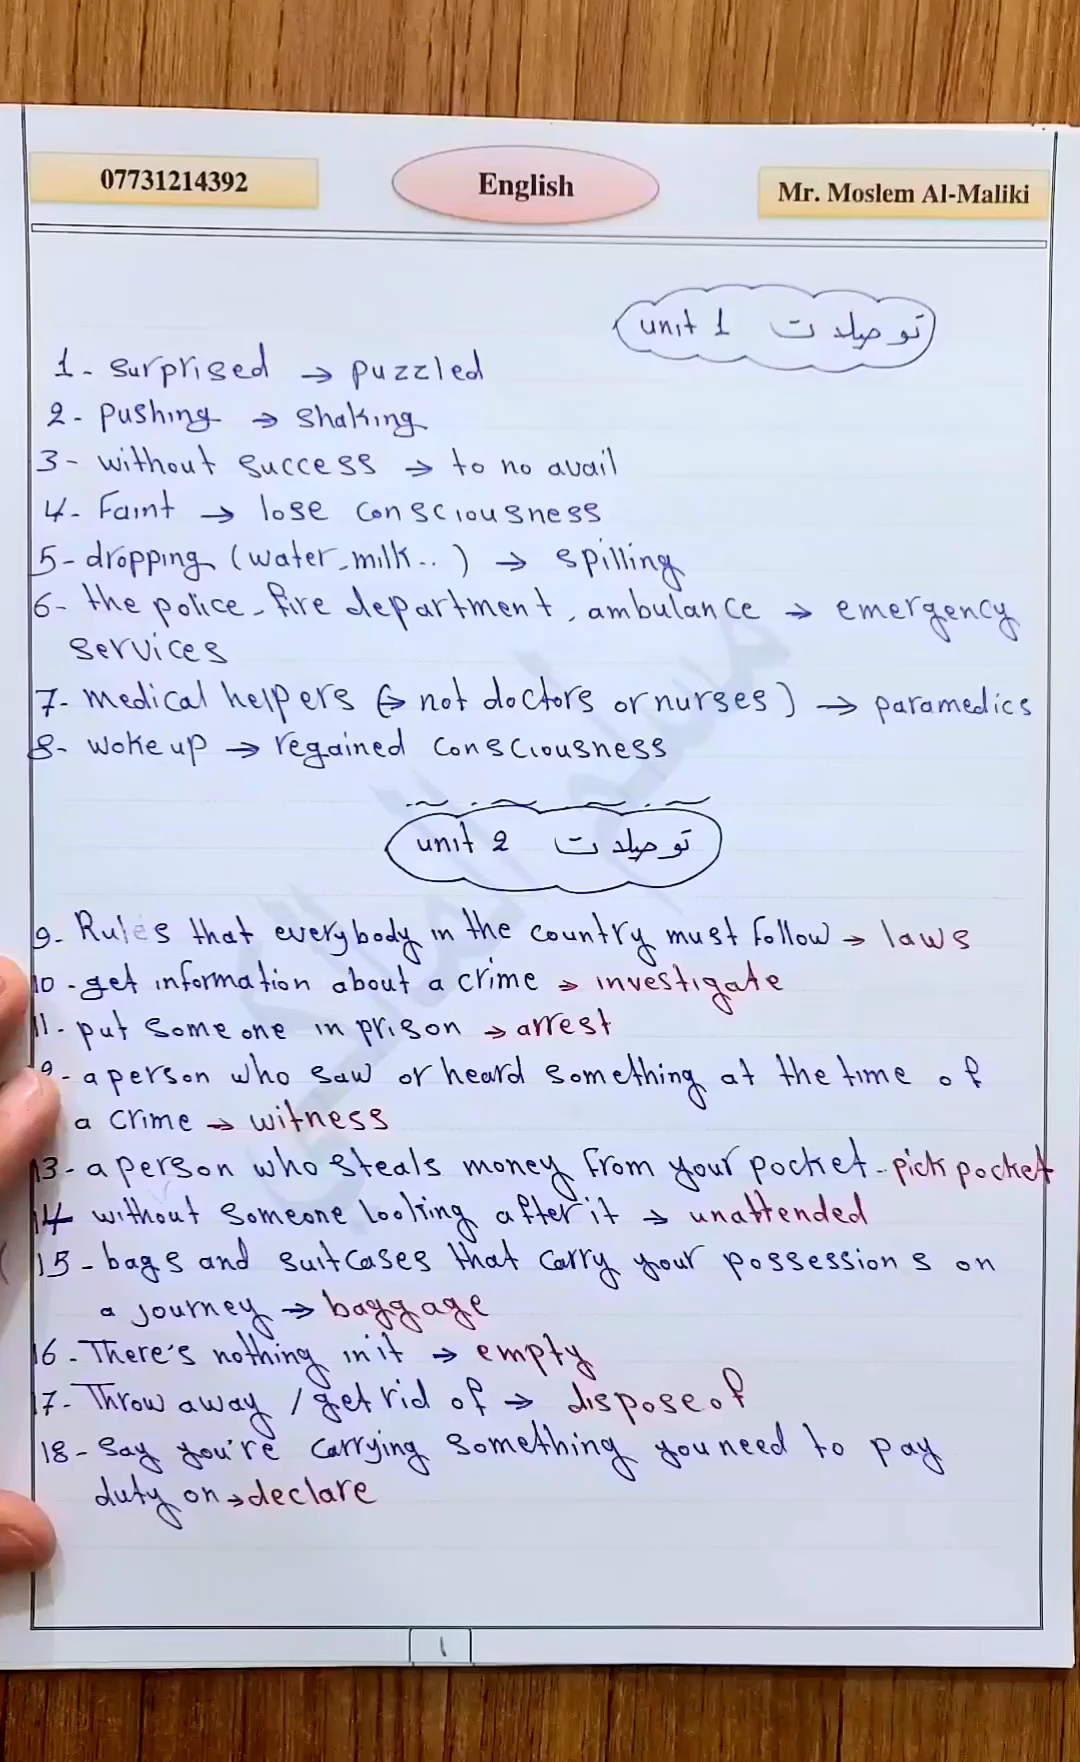 07731214392
English
Mr. Moslem Al-Maliki
unit 1 توصيلات
1- surprised → puzzled
2- pushing → shaking
3- without success → to no avail
4- Faint → lose consciousness
5- dropping (water-milk..) → spilling
6- the police-fire department, ambulance → emergency
services
7- medical helpers (→ not doctors or nurses) → paramedics
8- woke up → regained consciousness
unit 2 توصيلات
9- Rules that everybody in the country must follow → laws
10- get information about a crime → investigate
11- put someone in prison → arrest
- a person who saw or heard something at the time of
a crime → witness
13- a person who steals money from your pocket - pick pocket
14 without someone looking after it → unattended
15- bags and suitcases that carry your possessions on
a journey → baggage
16- There's nothing in it → empty
17- Throw away / get rid of → dispose of
18- Say you're carrying something you need to pay
duty on → declare
مسلم المالكي
1